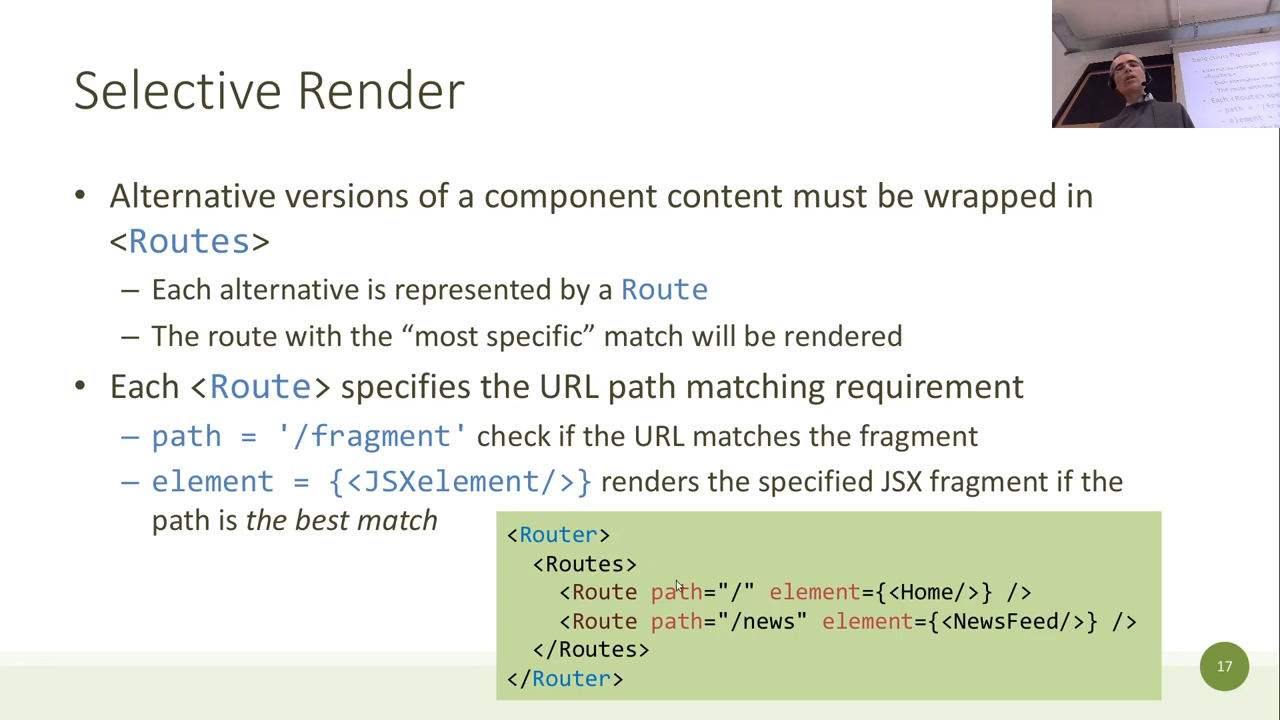 Selective Render
• Alternative versions of a component content must be wrapped in
<Routes>
– Each alternative is represented by a Route
– The route with the “most specific” match will be rendered
• Each <Route> specifies the URL path matching requirement
– path = '/fragment' check if the URL matches the fragment
– element = {<JSXelement/>} renders the specified JSX fragment if the
path is the best match
<Router>
<Routes>
<Route path="/" element={<Home/>} />
<Route path="/news" element={<NewsFeed/>} />
</Routes>
</Router>
17